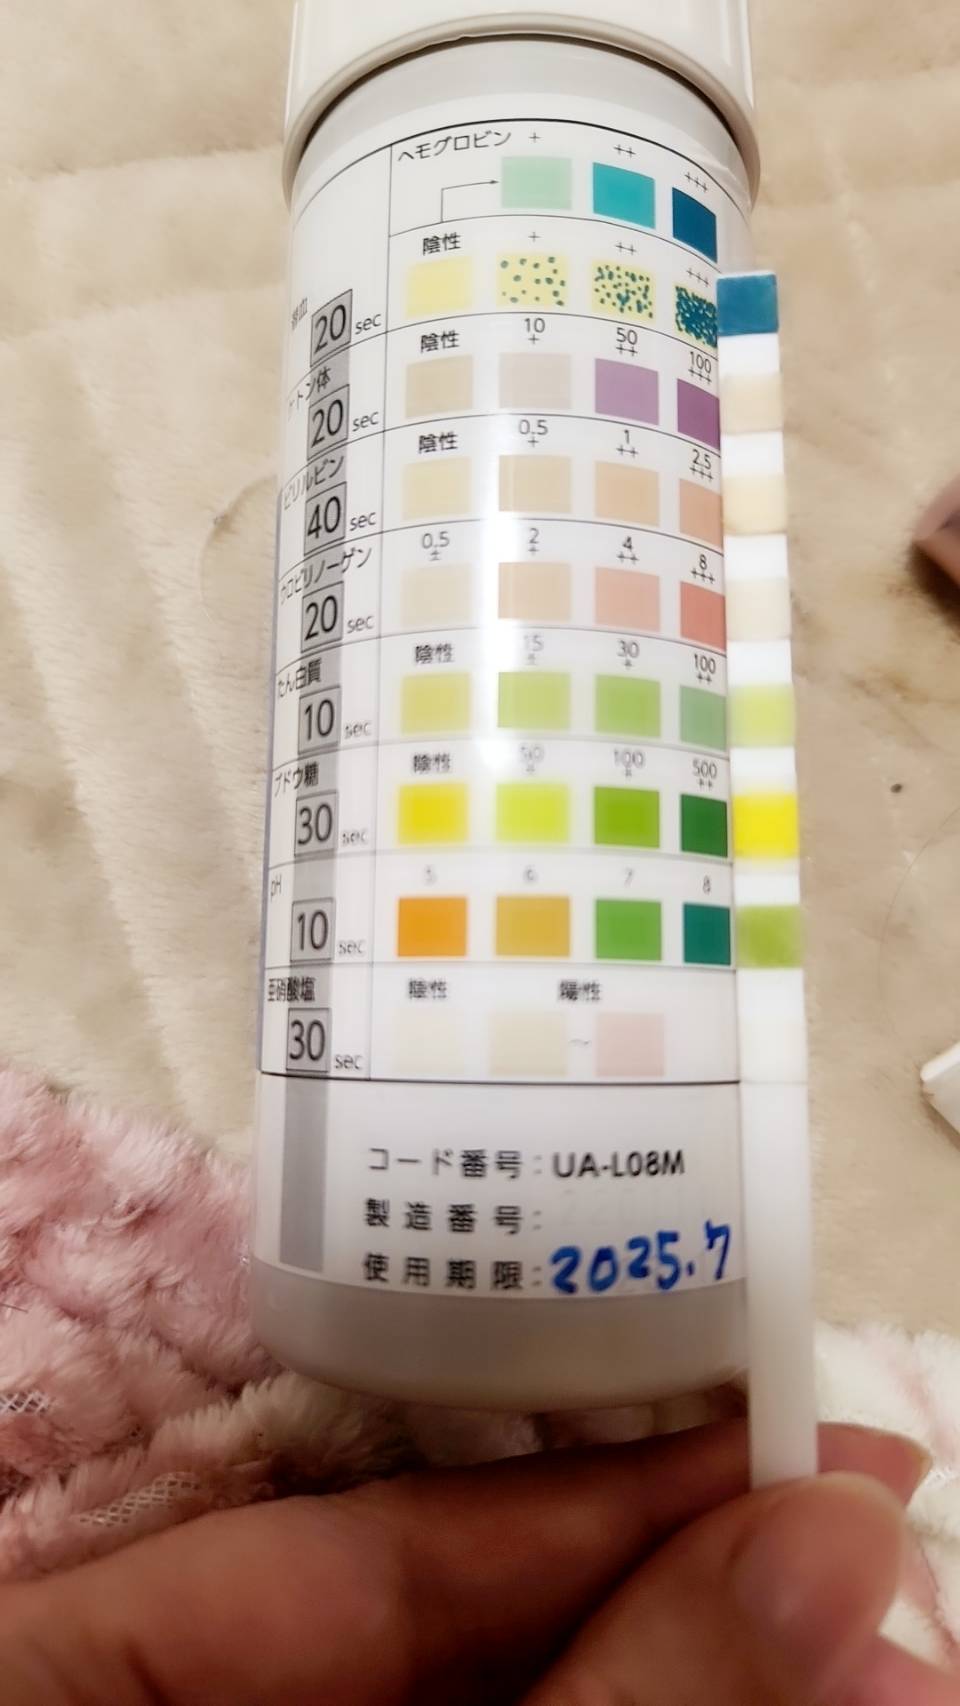 ヘモグロビン + ++ +++
陰性 + ++ +++
潜血
20 sec
陰性 10 + 50 ++ 100 +++
ケトン体
20 sec
陰性 0.5 + 1 ++ 2.5 +++
ビリルビン
40 sec
0.5 ± 2 + 4 ++ 8 +++
ウロビリノーゲン
20 sec
陰性 15 ± 30 + 100 ++
たん白質
10 sec
陰性 50 ± 100 + 500 ++
ブドウ糖
30 sec
5 6 7 8
pH
10 sec
陰性 陽性
亜硝酸塩
～
30 sec
コード番号：UA-L08M
製造番号：
使用期限：2025.7